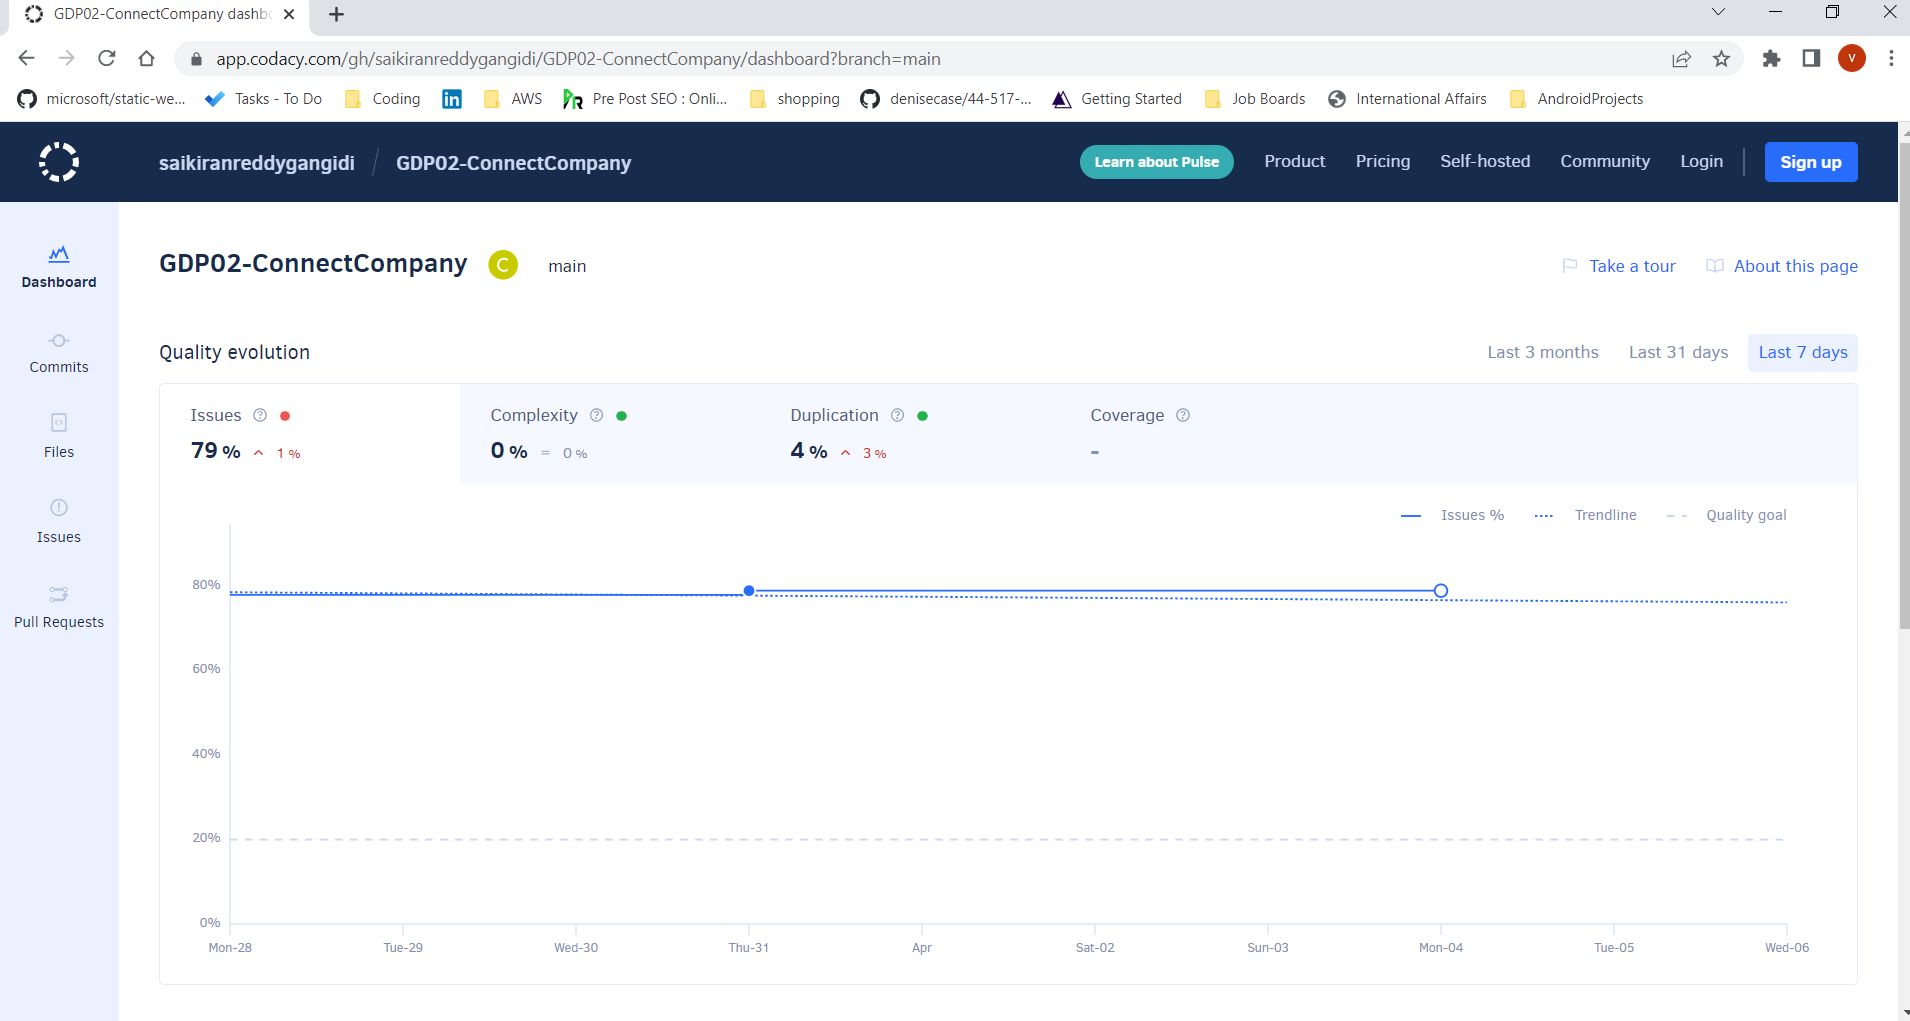 GDP02-ConnectCompany dashb
app.codacy.com/gh/saikiranreddygangidi/GDP02-ConnectCompany/dashboard?branch=main
V
microsoft/static-we... Tasks - To Do Coding in AWS Pre Post SEO : Onli... shopping denisecase/44-517-... Getting Started Job Boards International Affairs AndroidProjects
saikiranreddygangidi / GDP02-ConnectCompany Learn about Pulse Product Pricing Self-hosted Community Login Sign up
Dashboard
Commits
Files
Issues
Pull Requests
GDP02-ConnectCompany C main Take a tour About this page
Quality evolution Last 3 months Last 31 days Last 7 days
Issues ? Complexity ? Duplication ? Coverage ?
79 % 1 % 0 % = 0 % 4 % 3 % -
Issues % Trendline Quality goal
80%
60%
40%
20%
0%
Mon-28 Tue-29 Wed-30 Thu-31 Apr Sat-02 Sun-03 Mon-04 Tue-05 Wed-06